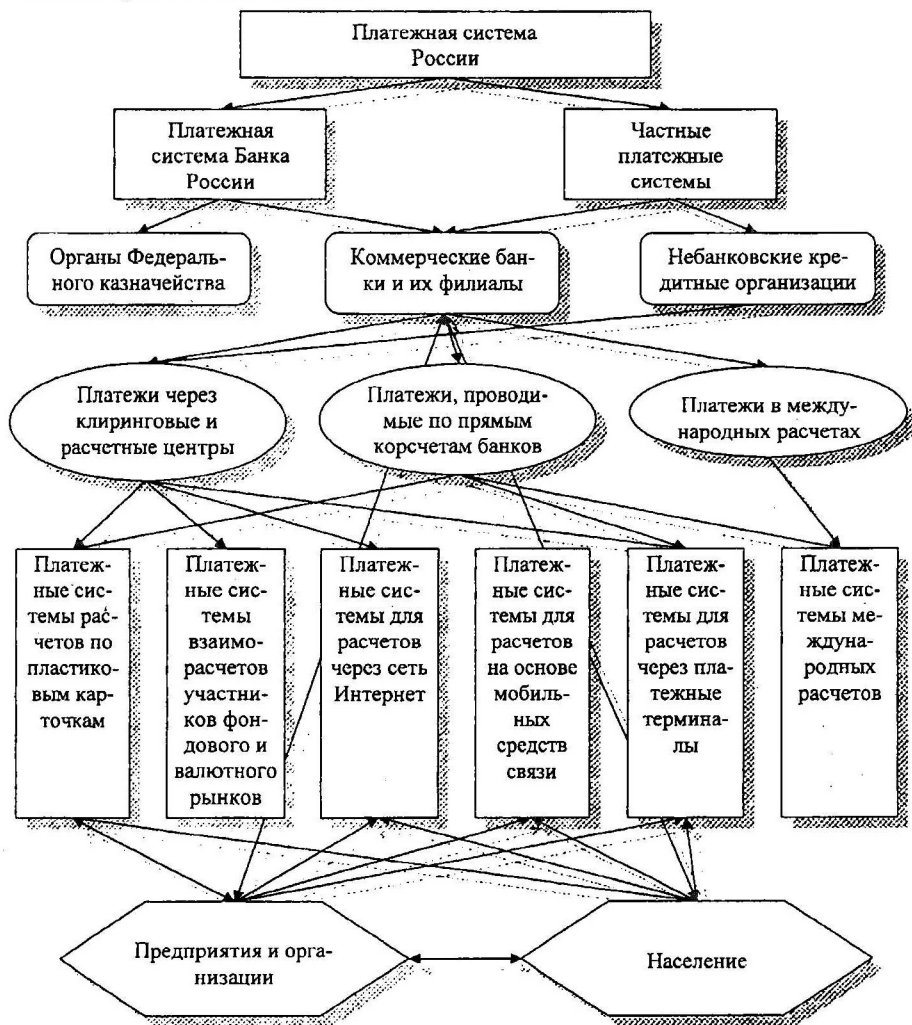 Платежная система
России
Платежная
система Банка
России
Частные
платежные
системы
Органы Федераль-
ного казначейства
Коммерческие бан-
ки и их филиалы
Небанковские кре-
дитные организации
Платежи через
клиринговые и
расчетные центры
Платежи, проводи-
мые по прямым
корсчетам банков
Платежи в между-
народных расчетах
Платеж-
ные сис-
темы рас-
четов по
пластико-
вым кар-
точкам
Платеж-
ные сис-
темы
взаимо-
расчетов
участни-
ков фон-
дового и
валютного
рынков
Платеж-
ные сис-
темы для
расчетов
через сеть
Интернет
Платеж-
ные сис-
темы для
расчетов
на основе
мобиль-
ных
средств
связи
Платеж-
ные сис-
темы для
расчетов
через пла-
тежные
термина-
лы
Платеж-
ные сис-
темы ме-
ждуна-
родных
расчетов
Предприятия и орга-
низации
Население